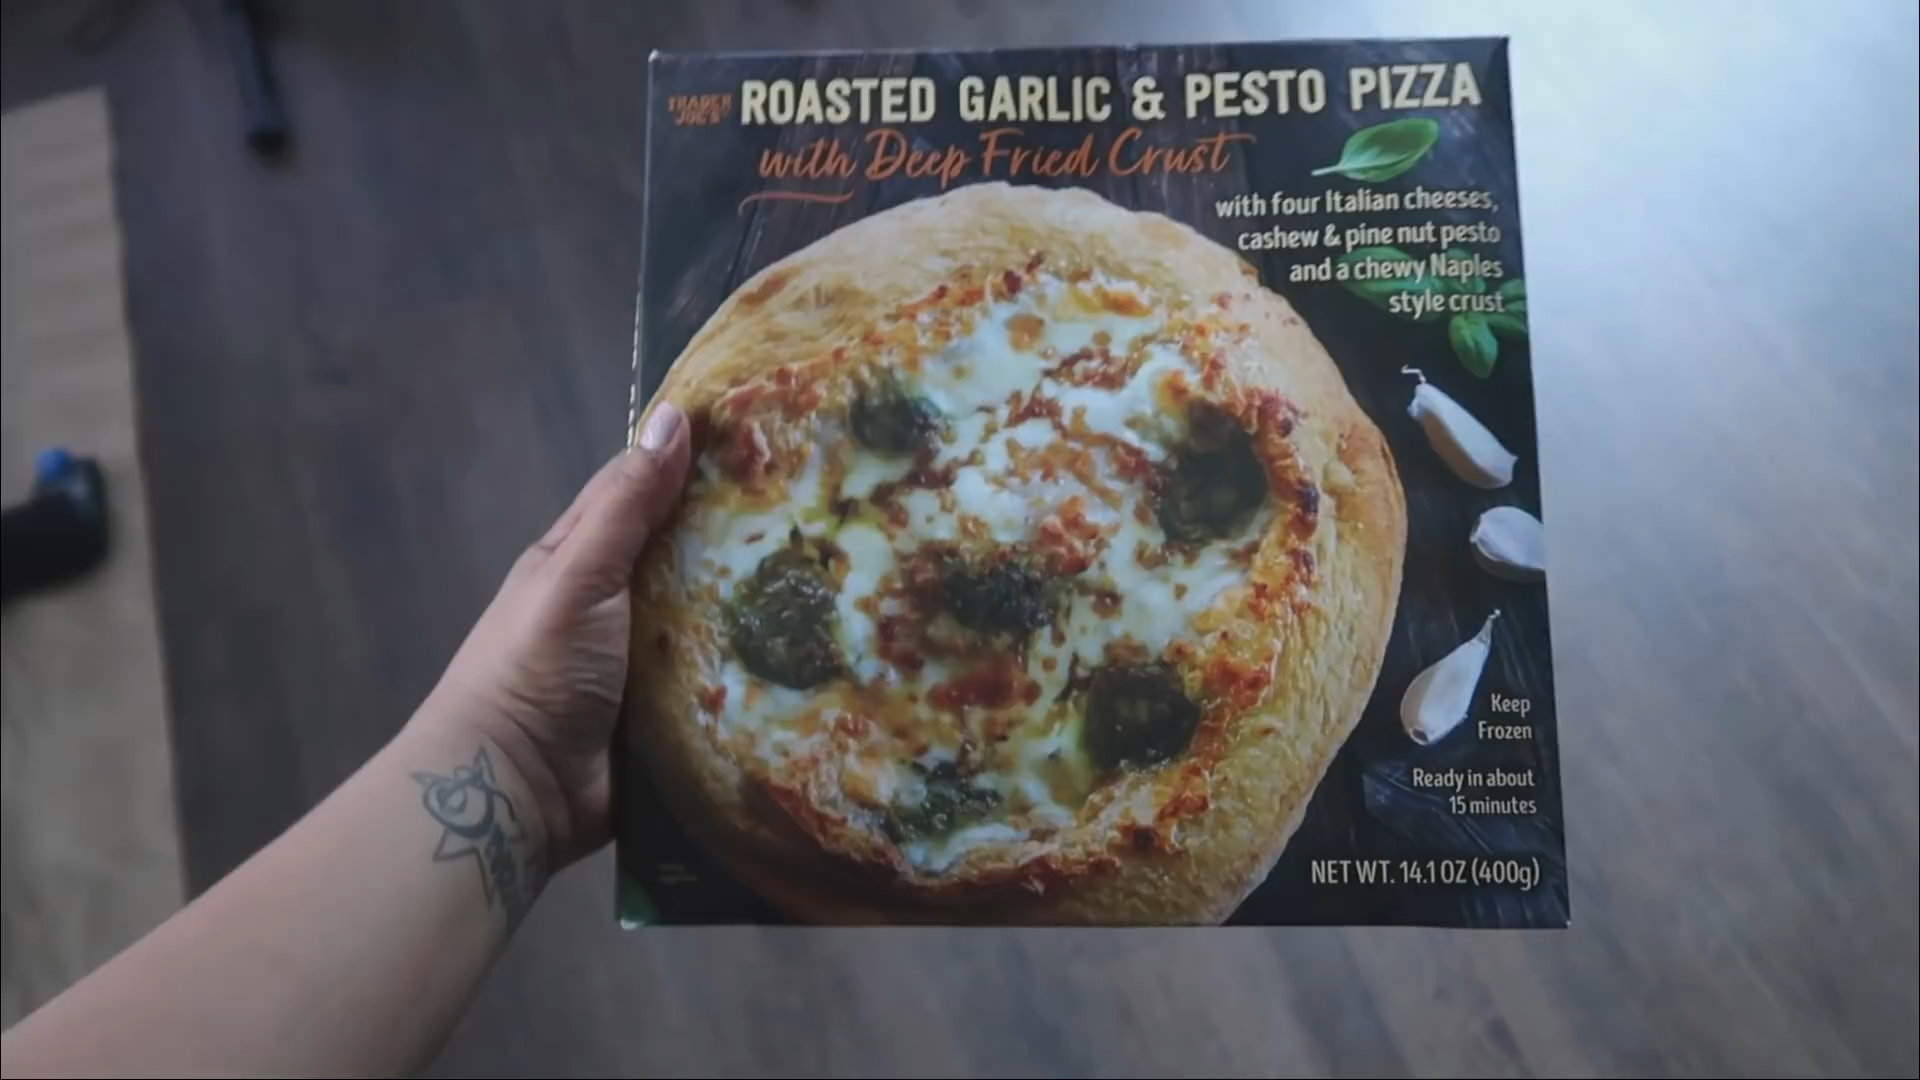 TRADER
JOE'S
ROASTED GARLIC & PESTO PIZZA
with Deep Fried Crust
with four Italian cheeses,
cashew & pine nut pesto
and a chewy Naples
style crust
Keep
Frozen
Ready in about
15 minutes
NET WT. 14.1 OZ (400g)